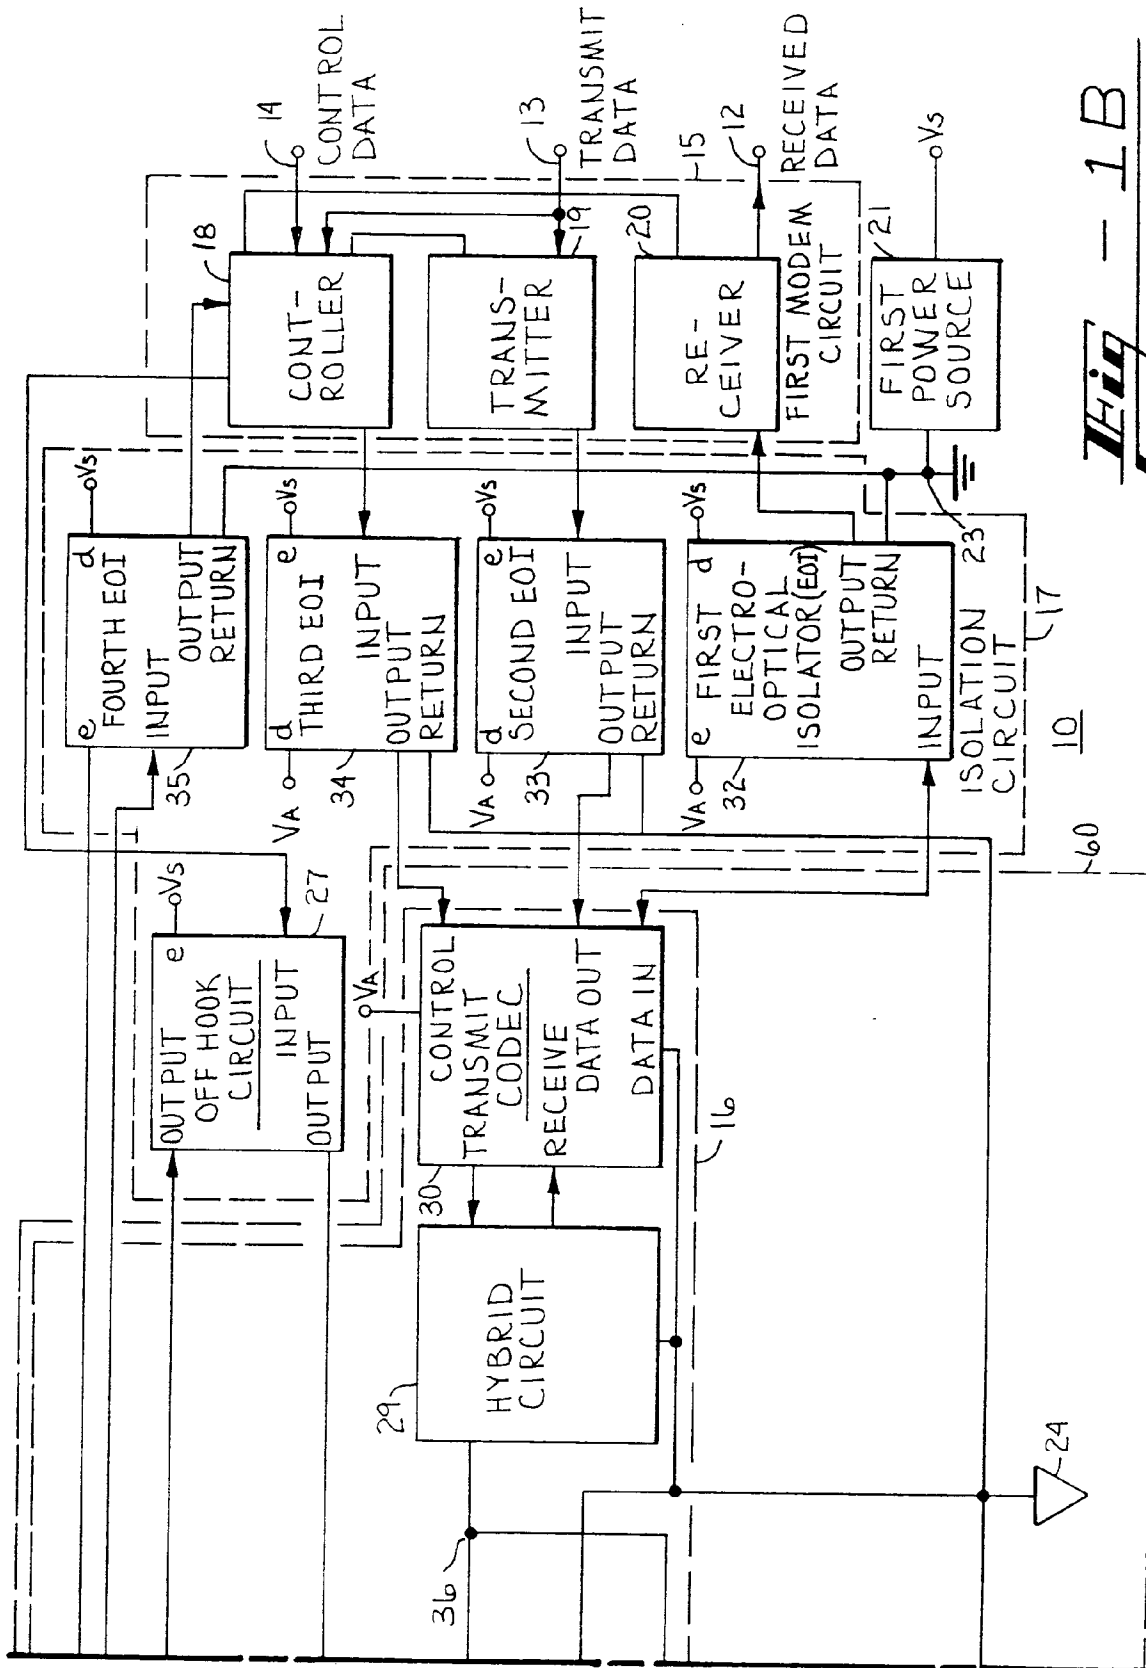 14
CONTROL
DATA
13
TRANSMIT
DATA
15
12
RECEIVED
DATA
VS
18
CONT-
ROLLER
19
TRANS-
MITTER
20
RE-
CEIVER
FIRST MODEM
CIRCUIT
21
FIRST
POWER
SOURCE
23
VS
d
e
FOURTH EOI
INPUT
OUTPUT
RETURN
35
VS
e
d
VA
THIRD EOI
INPUT
OUTPUT
RETURN
34
VS
e
d
VA
SECOND EOI
INPUT
OUTPUT
RETURN
33
VS
d
e
VA
FIRST
ELECTRO-
OPTICAL
ISOLATOR(EOI)
OUTPUT
RETURN
INPUT
32
ISOLATION
CIRCUIT
17
10
60
VS
e
27
OUTPUT
OFF HOOK
CIRCUIT
INPUT
OUTPUT
VA
CONTROL
TRANSMIT
CODEC
RECEIVE
DATA OUT
DATA IN
30
16
29
HYBRID
CIRCUIT
36
24
Fig - 1B